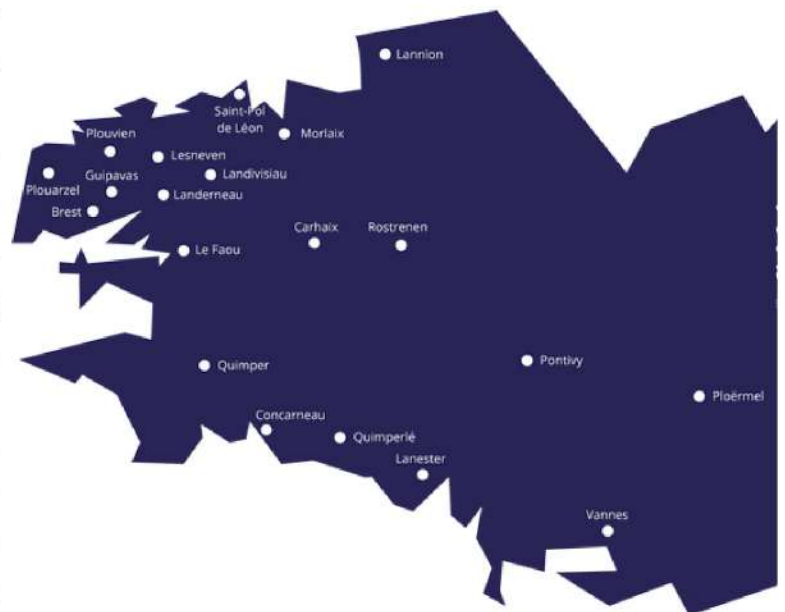 Lannion
Saint-Pol
de Léon
Morlaix
Plouvien
Lesneven
Plouarzel
Guipavas
Landivisiau
Landerneau
Brest
Carhaix
Rostrenen
Le Faou
Quimper
Pontivy
Ploërmel
Concarneau
Quimperlé
Lanester
Vannes